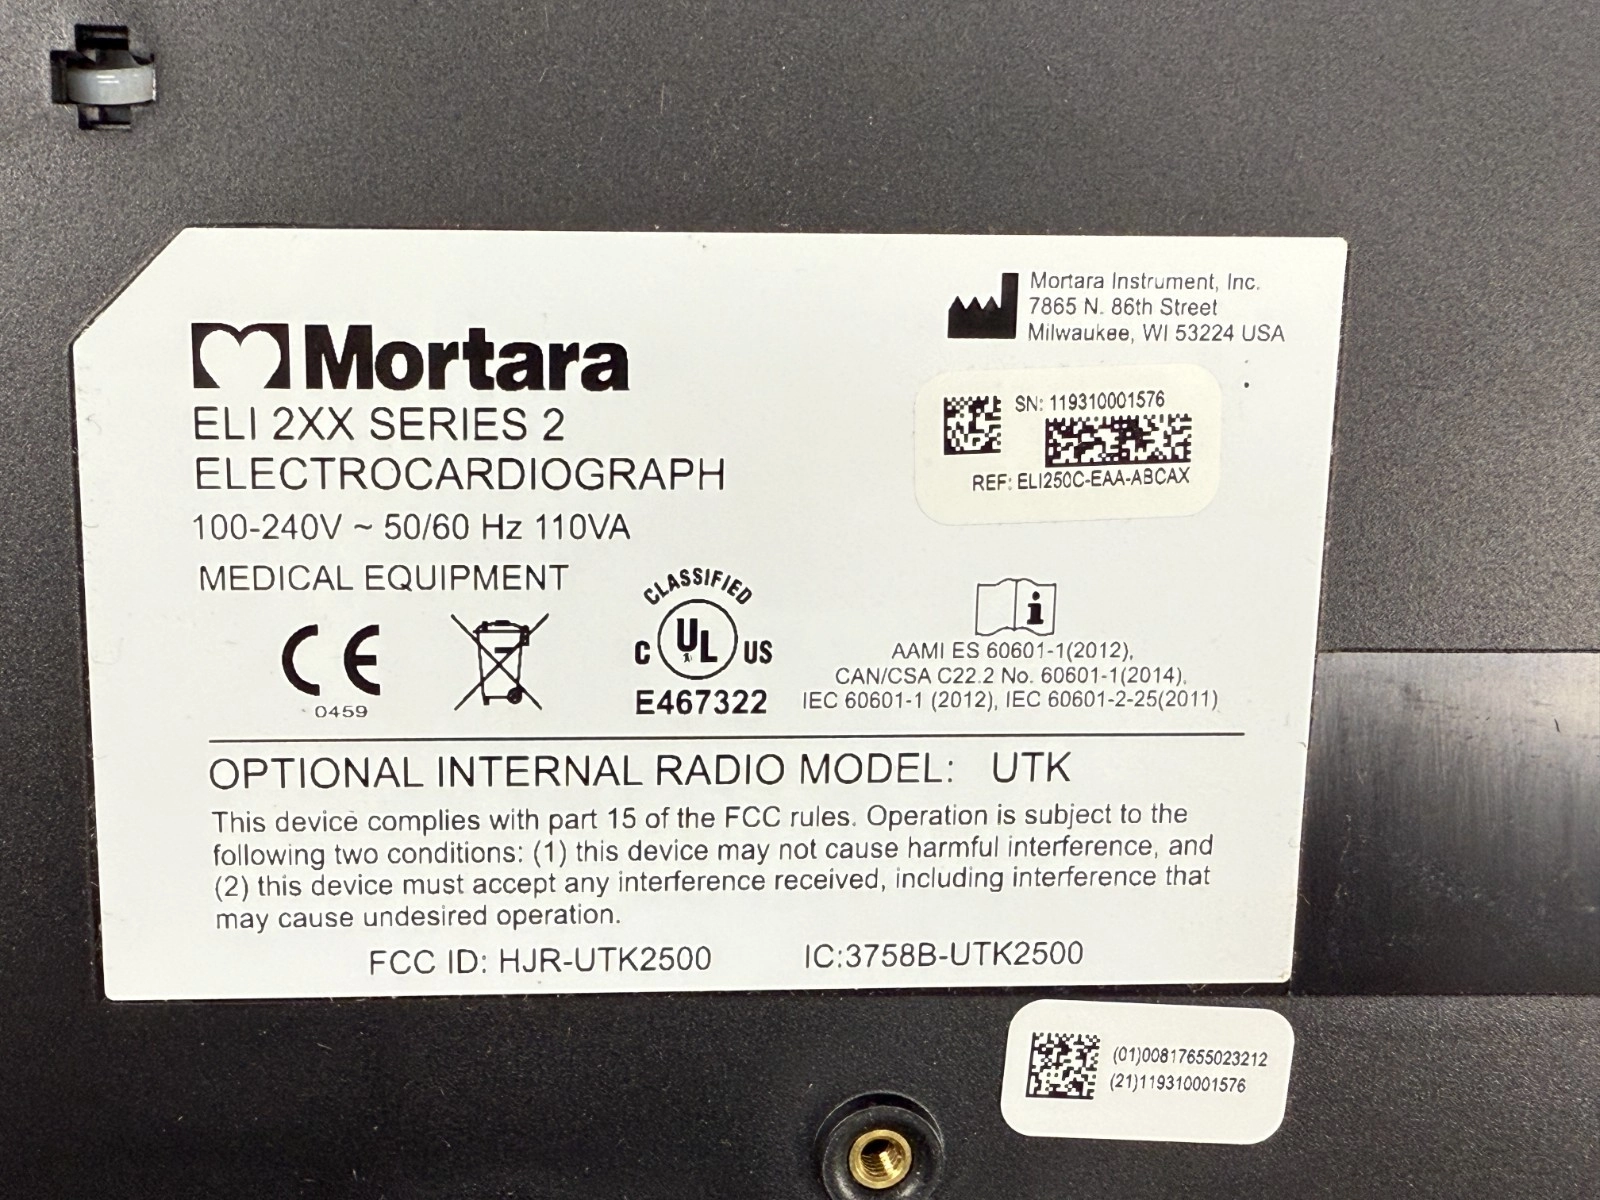 Mortara Instrument, Inc.
7865 N. 86th Street
Milwaukee, WI 53224 USA
Mortara
ELI 2XX SERIES 2
ELECTROCARDIOGRAPH
100-240V ~ 50/60 Hz 110VA
MEDICAL EQUIPMENT
SN: 119310001576
REF: ELI250C-EAA-ABCAX
CE
0459
CLASSIFIED
C UL US
E467322
i
AAMI ES 60601-1(2012),
CAN/CSA C22.2 No. 60601-1(2014),
IEC 60601-1 (2012), IEC 60601-2-25(2011)
OPTIONAL INTERNAL RADIO MODEL: UTK
This device complies with part 15 of the FCC rules. Operation is subject to the
following two conditions: (1) this device may not cause harmful interference, and
(2) this device must accept any interference received, including interference that
may cause undesired operation.
FCC ID: HJR-UTK2500 IC:3758B-UTK2500
(01)00817655023212
(21)119310001576